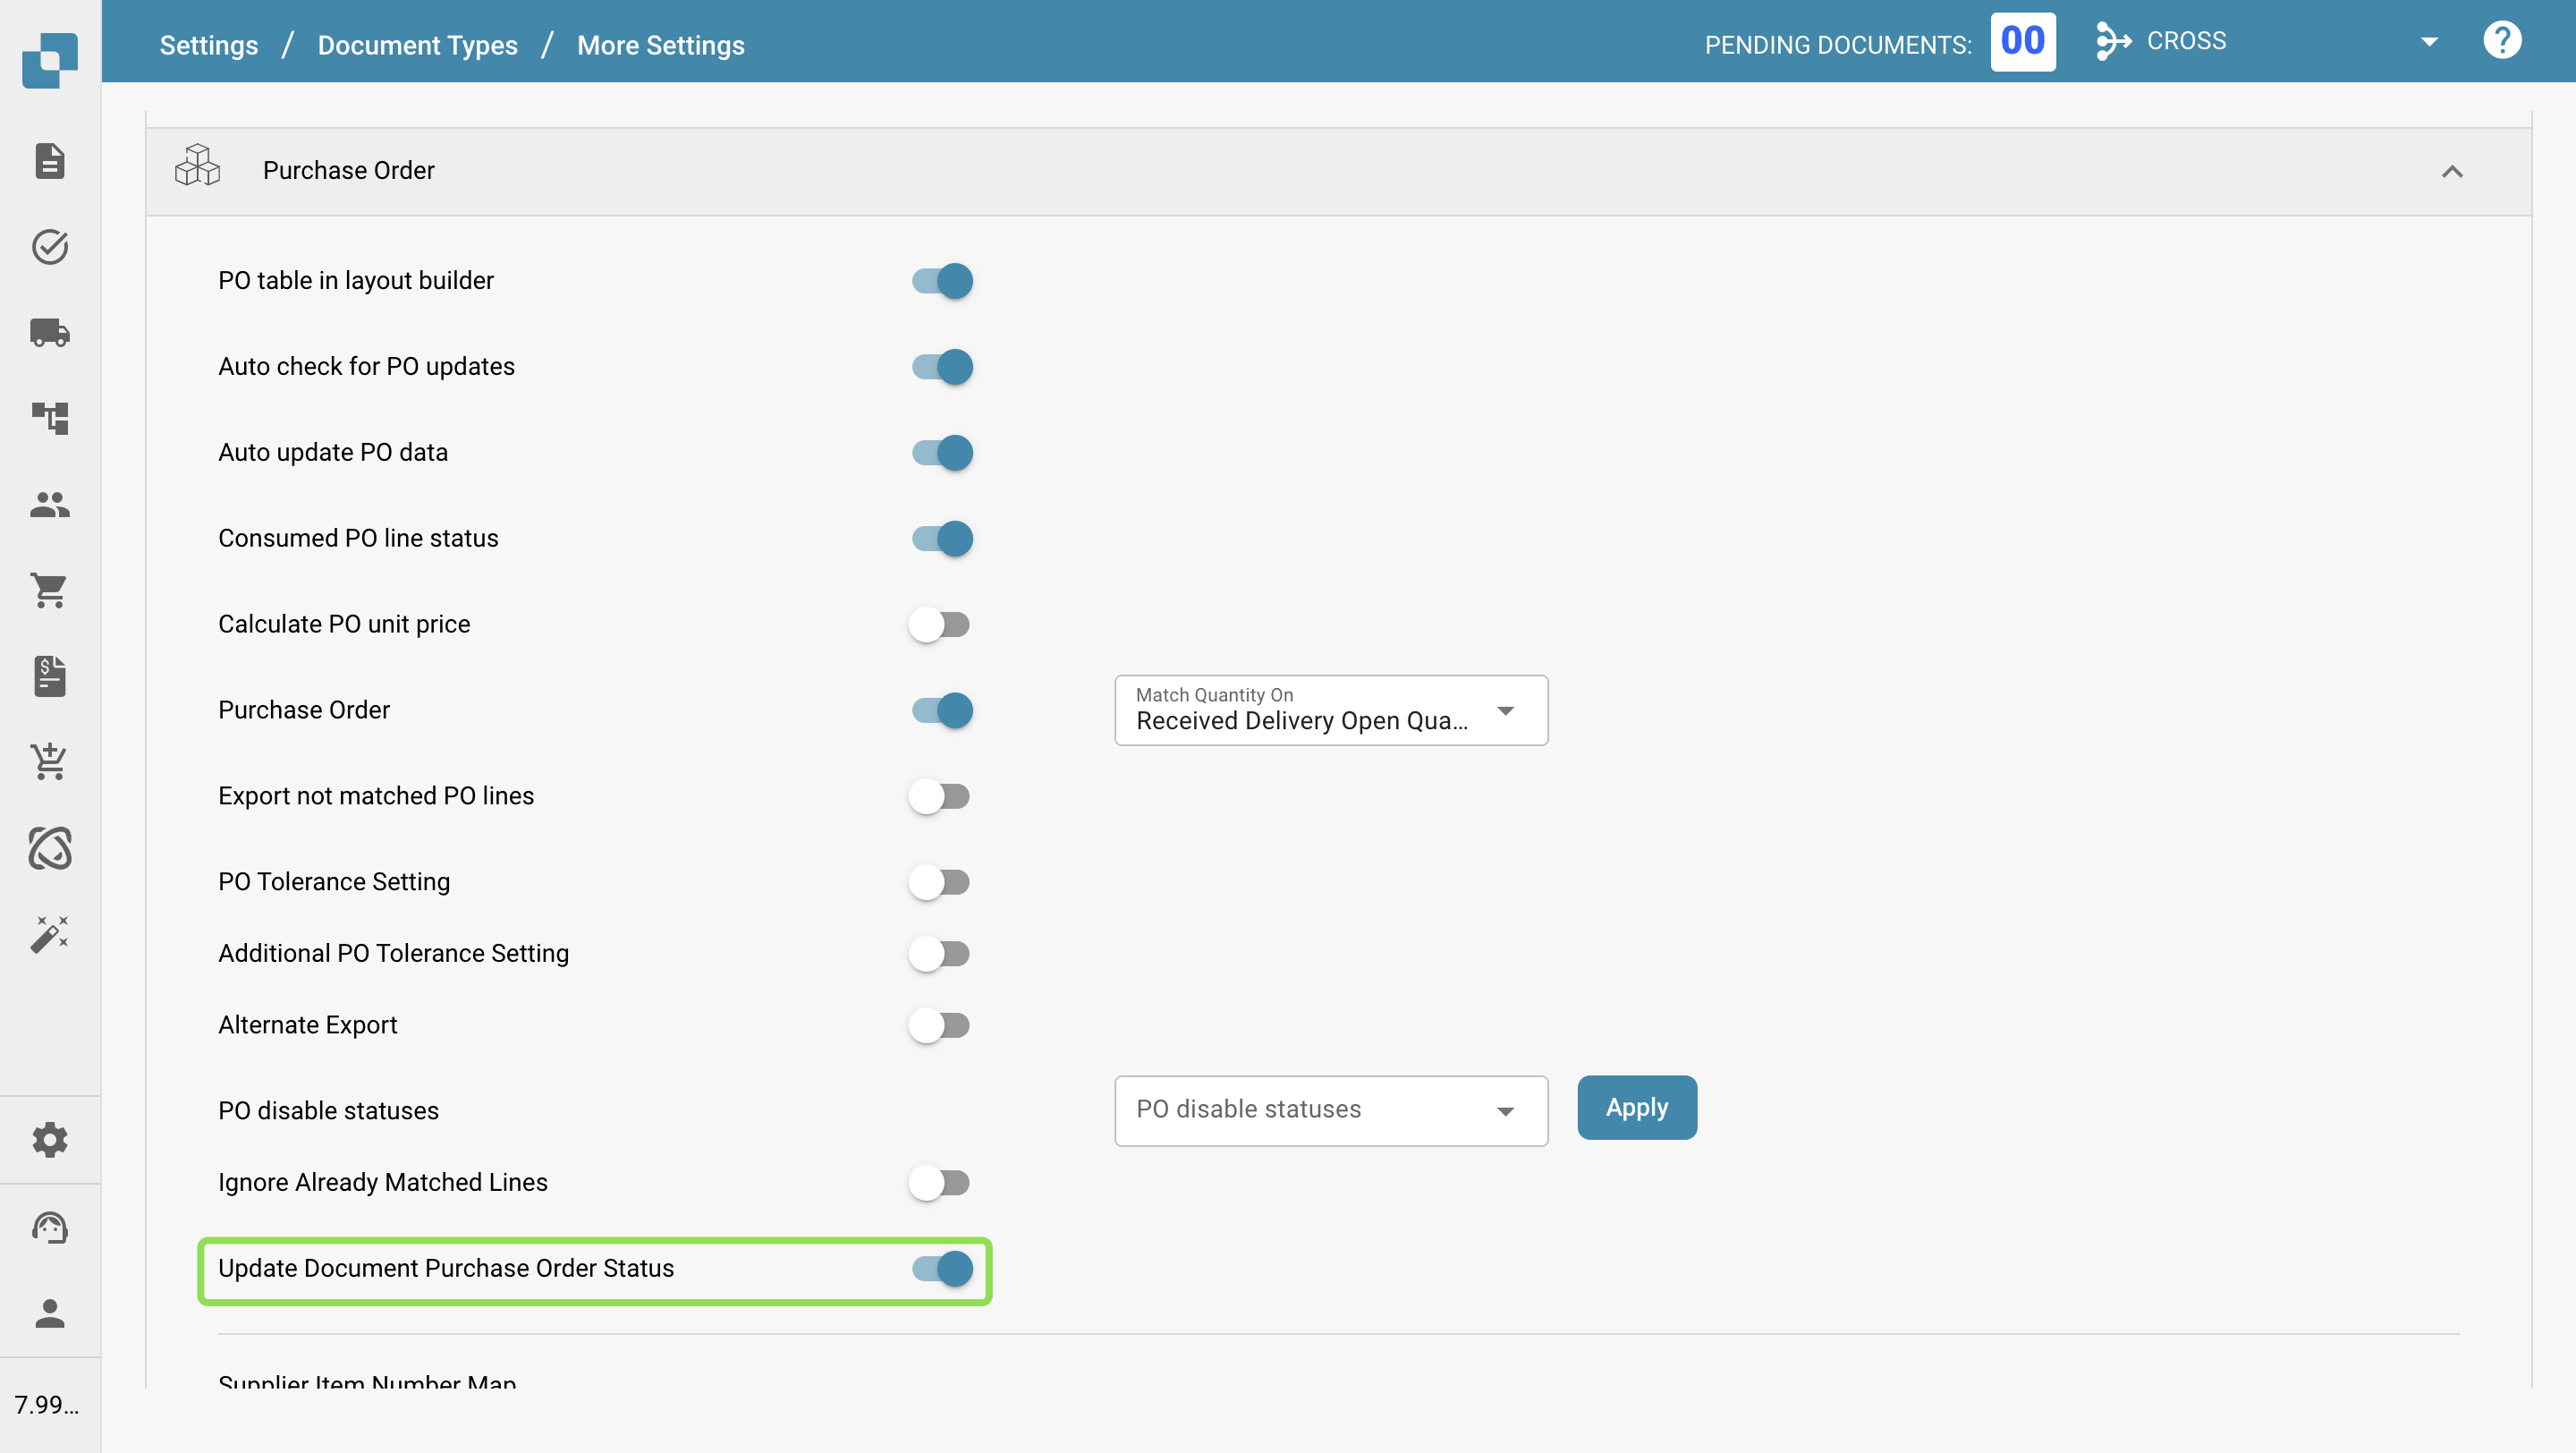 Settings / Document Types / More Settings
PENDING DOCUMENTS: 00 CROSS ?
Purchase Order
PO table in layout builder
Auto check for PO updates
Auto update PO data
Consumed PO line status
Calculate PO unit price
Purchase Order
Match Quantity On
Received Delivery Open Qua...
Export not matched PO lines
PO Tolerance Setting
Additional PO Tolerance Setting
Alternate Export
PO disable statuses
PO disable statuses
Apply
Ignore Already Matched Lines
Update Document Purchase Order Status
Supplier Item Number Map
7.99...